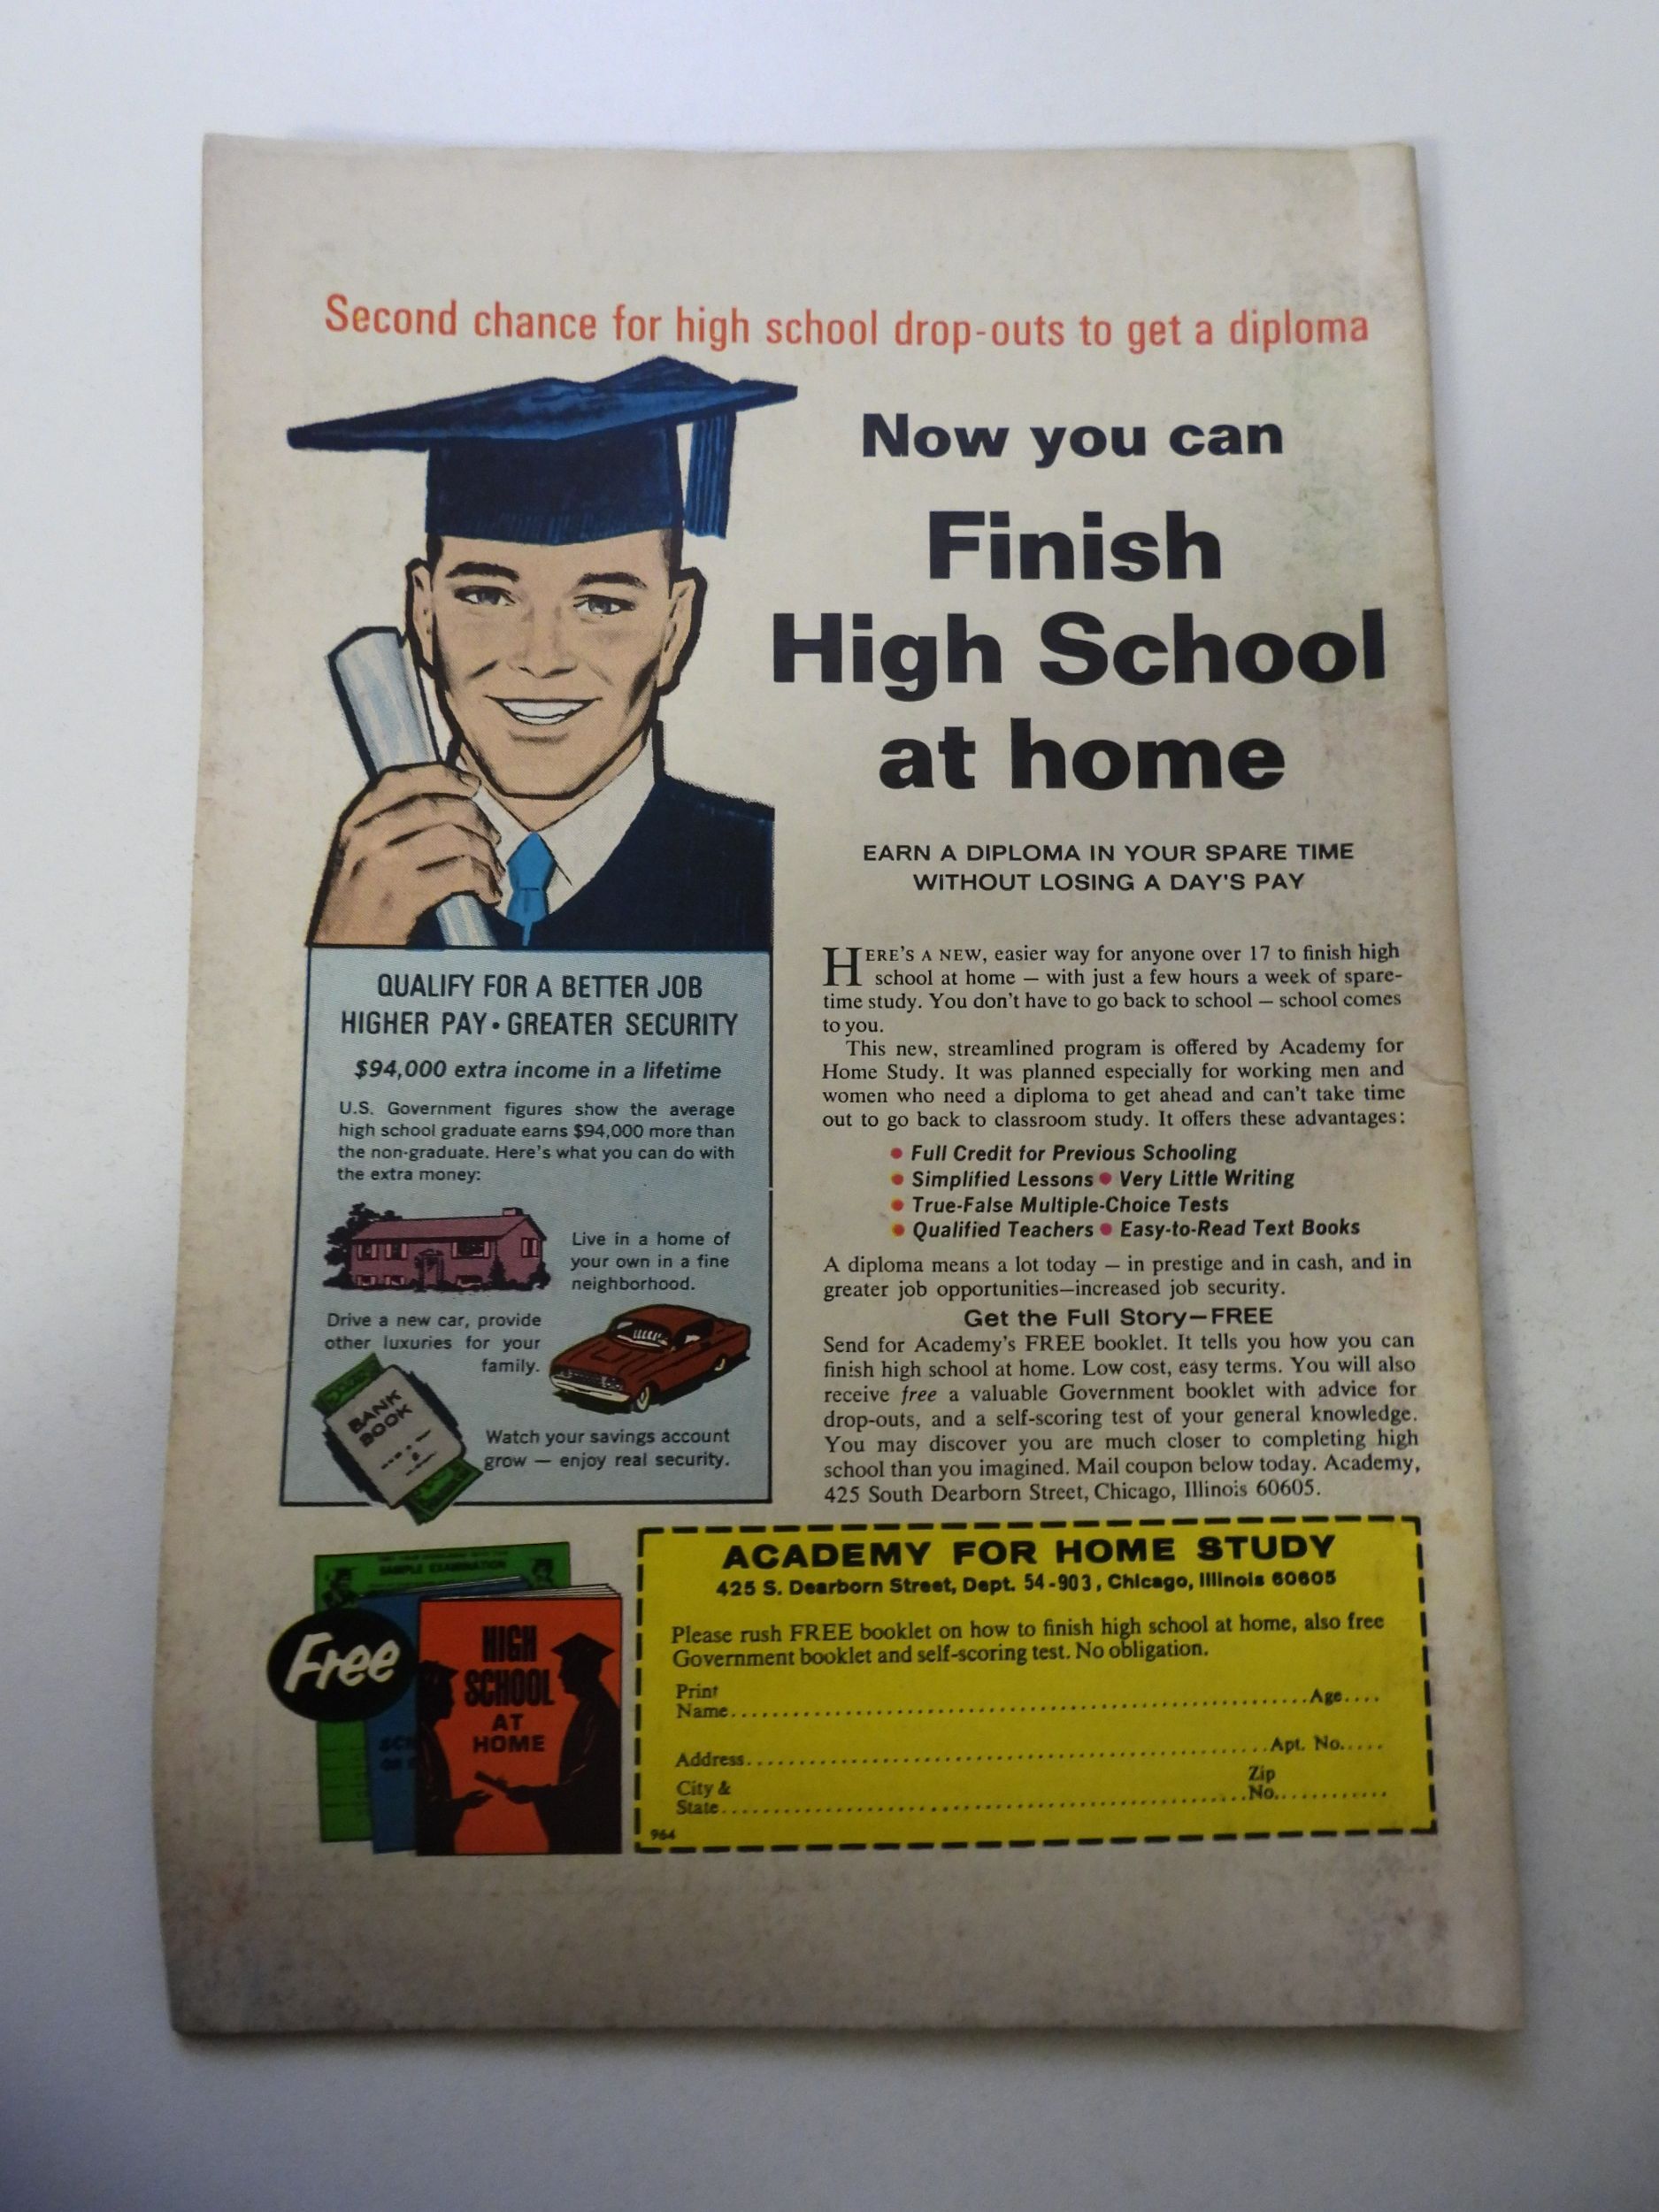 Second chance for high school drop-outs to get a diploma
Now you can
Finish
High School
at home
EARN A DIPLOMA IN YOUR SPARE TIME
WITHOUT LOSING A DAY'S PAY
QUALIFY FOR A BETTER JOB
HIGHER PAY • GREATER SECURITY
$94,000 extra income in a lifetime
U.S. Government figures show the average
high school graduate earns $94,000 more than
the non-graduate. Here's what you can do with
the extra money:
Live in a home of
your own in a fine
neighborhood.
Drive a new car, provide
other luxuries for your
family.
BANK
BOOK
Watch your savings account
grow — enjoy real security.
HERE'S A NEW, easier way for anyone over 17 to finish high
school at home — with just a few hours a week of spare-
time study. You don't have to go back to school — school comes
to you.
This new, streamlined program is offered by Academy for
Home Study. It was planned especially for working men and
women who need a diploma to get ahead and can't take time
out to go back to classroom study. It offers these advantages:
• Full Credit for Previous Schooling
• Simplified Lessons • Very Little Writing
• True-False Multiple-Choice Tests
• Qualified Teachers • Easy-to-Read Text Books
A diploma means a lot today — in prestige and in cash, and in
greater job opportunities—increased job security.
Get the Full Story—FREE
Send for Academy's FREE booklet. It tells you how you can
finish high school at home. Low cost, easy terms. You will also
receive free a valuable Government booklet with advice for
drop-outs, and a self-scoring test of your general knowledge.
You may discover you are much closer to completing high
school than you imagined. Mail coupon below today. Academy,
425 South Dearborn Street, Chicago, Illinois 60605.
SAMPLE EXAMINATION
Free
HIGH
SCHOOL
AT
HOME
ACADEMY FOR HOME STUDY
425 S. Dearborn Street, Dept. 54-903, Chicago, Illinois 60605
Please rush FREE booklet on how to finish high school at home, also free
Government booklet and self-scoring test. No obligation.
Print
Name.....Age....
Address.....Apt. No.....
City & Zip
State.....No.....
964